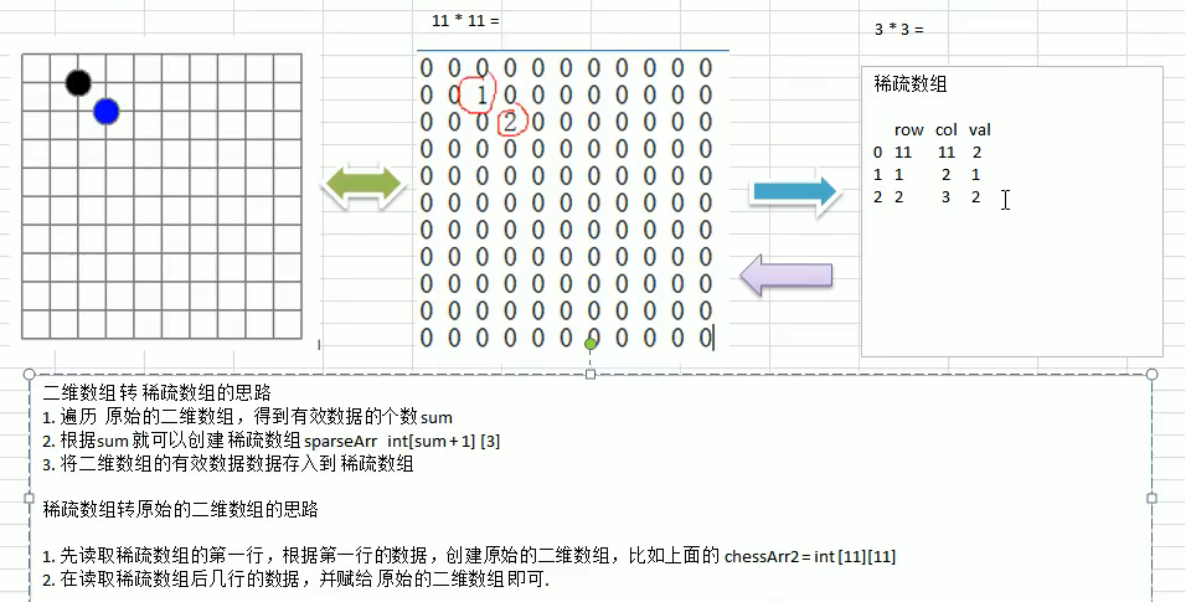 11 * 11 =
3 * 3 =
0 0 0 0 0 0 0 0 0 0 0
0 0 1 0 0 0 0 0 0 0 0
0 0 0 2 0 0 0 0 0 0 0
0 0 0 0 0 0 0 0 0 0 0
0 0 0 0 0 0 0 0 0 0 0
0 0 0 0 0 0 0 0 0 0 0
0 0 0 0 0 0 0 0 0 0 0
0 0 0 0 0 0 0 0 0 0 0
0 0 0 0 0 0 0 0 0 0 0
0 0 0 0 0 0 0 0 0 0 0
0 0 0 0 0 0 0 0 0 0 0
稀疏数组
row col val
0 11 11 2
1 1 2 1
2 2 3 2
二维数组 转 稀疏数组的思路
1. 遍历 原始的二维数组，得到有效数据的个数 sum
2. 根据sum 就可以创建 稀疏数组 sparseArr int[sum + 1] [3]
3. 将二维数组的有效数据数据存入到 稀疏数组
稀疏数组转原始的二维数组的思路
1. 先读取稀疏数组的第一行，根据第一行的数据，创建原始的二维数组，比如上面的 chessArr2 = int [11][11]
2. 在读取稀疏数组后几行的数据，并赋给 原始的二维数组 即可.